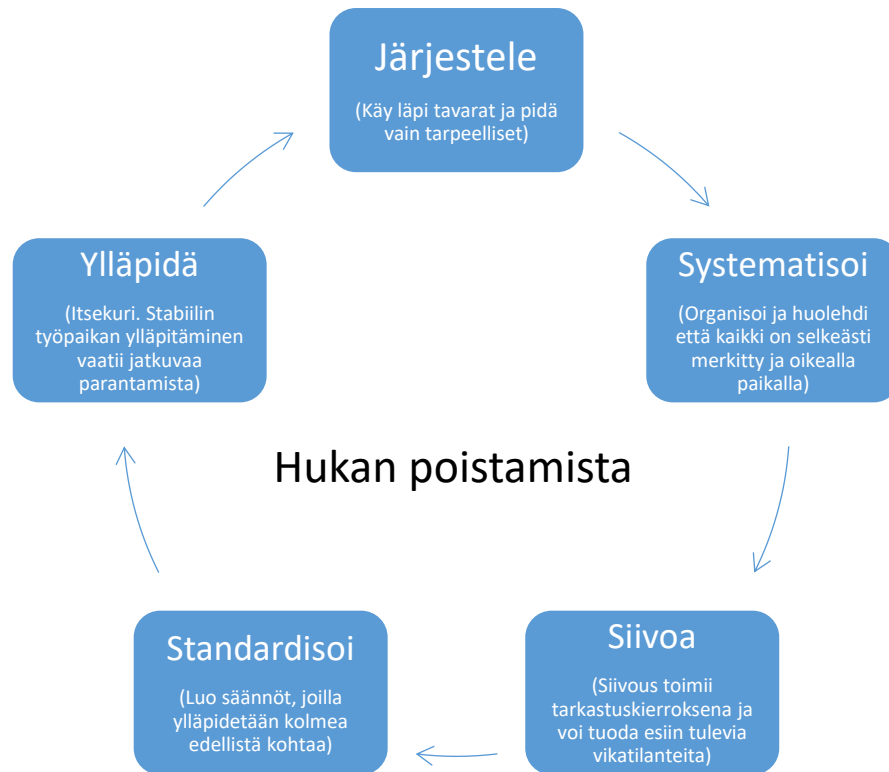 Järjestele
(Käy läpi tavarat ja pidä
vain tarpeelliset)
Systematisoi
(Organisoi ja huolehdi
että kaikki on selkeästi
merkitty ja oikealla
paikalla)
Siivoa
(Siivous toimii
tarkastuskierroksena ja
voi tuoda esiin tulevia
vikatilanteita)
Standardisoi
(Luo säännöt, joilla
ylläpidetään kolmea
edellistä kohtaa)
Ylläpidä
(Itsekuri. Stabiilin
työpaikan ylläpitäminen
vaatii jatkuvaa
parantamista)
Hukan poistamista